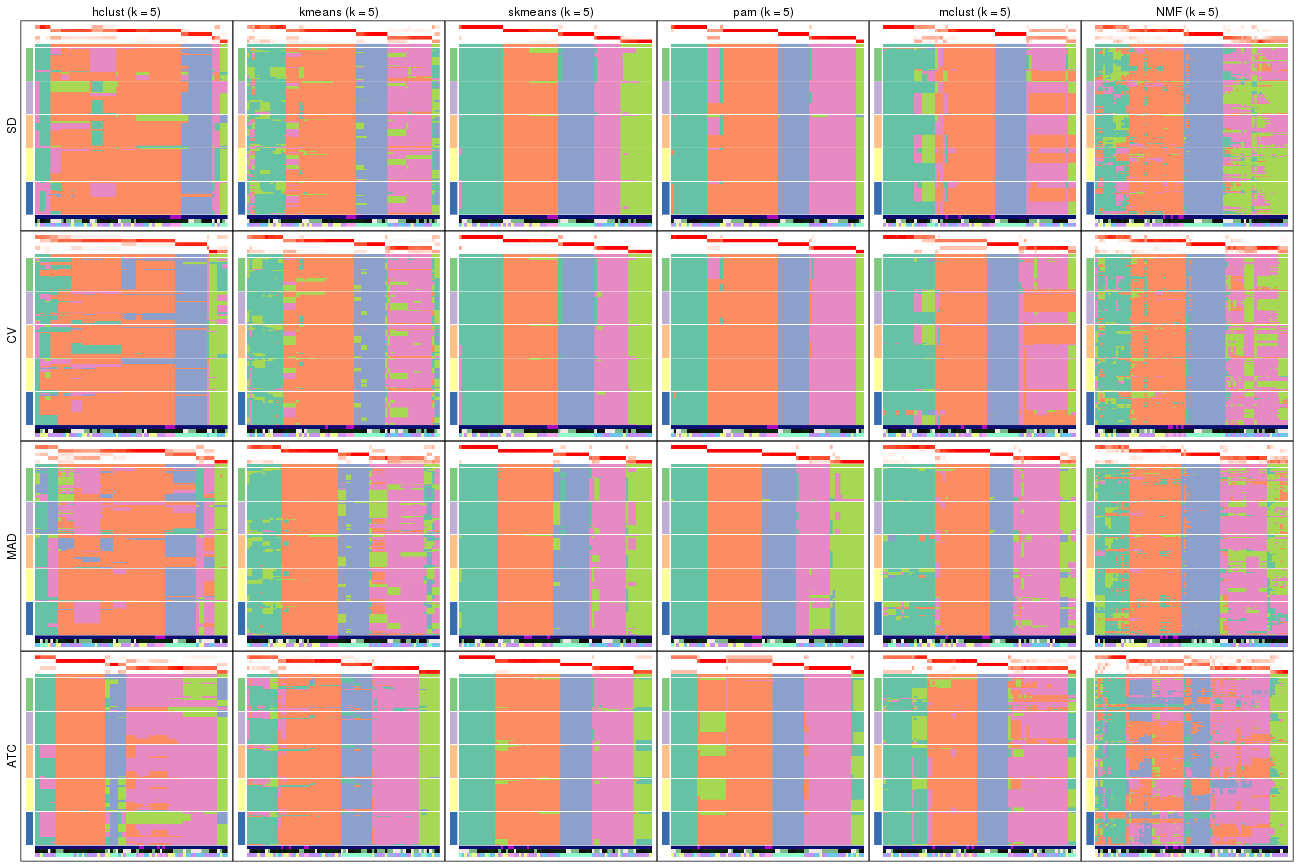 hclust (k = 5)
kmeans (k = 5)
skmeans (k = 5)
pam (k = 5)
mclust (k = 5)
NMF (k = 5)
SD
CV
MAD
ATC